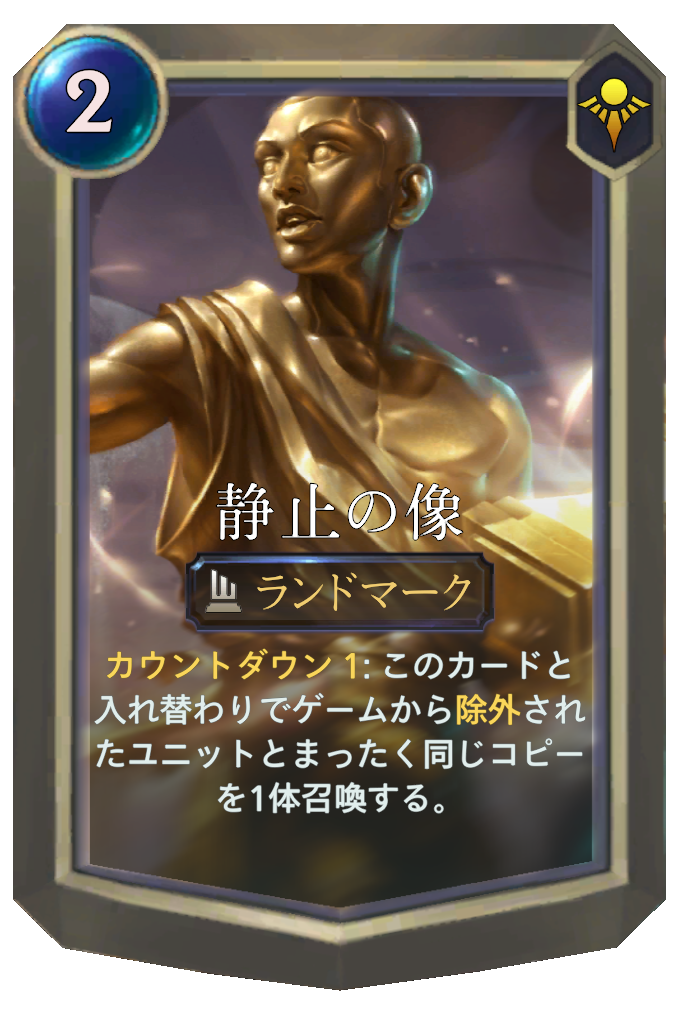 2
静止の像
ランドマーク
カウントダウン 1: このカードと
入れ替わりでゲームから除外され
たユニットとまったく同じコピー
を1体召喚する。